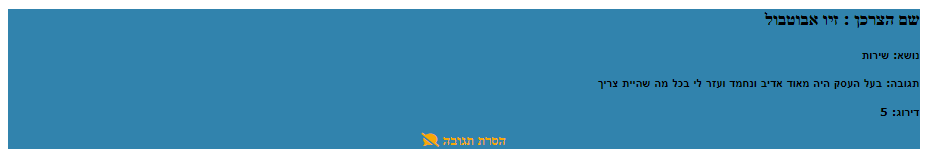 שם הצרכן : זיו אבוטבול
נושא: שירות
תגובה: בעל העסק היה מאוד אדיב ונחמד ועזר לי בכל מה שהיית צריך
דירוג: 5
הסרת תגובה